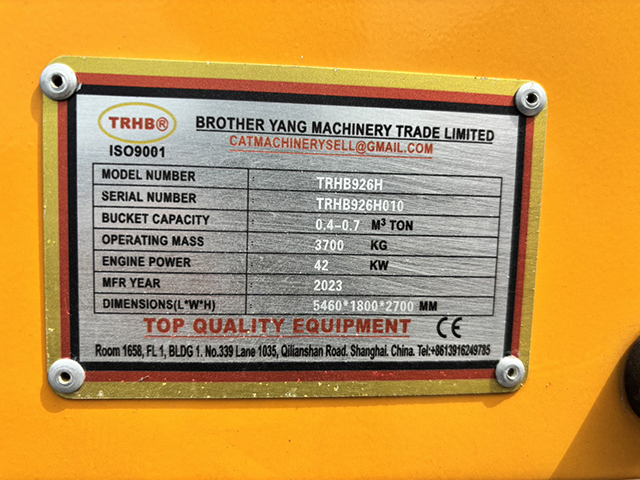 TRHB®
ISO9001
BROTHER YANG MACHINERY TRADE LIMITED
CATMACHINERYSELL@GMAIL.COM
MODEL NUMBER : TRHB926H
SERIAL NUMBER : TRHB926H010
BUCKET CAPACITY : 0.4-0.7 M³ TON
OPERATING MASS : 3700 KG
ENGINE POWER : 42 KW
MFR YEAR : 2023
DIMENSIONS(L*W*H) : 5460*1800*2700 MM
TOP QUALITY EQUIPMENT CE
Room 1658, FL 1, BLDG 1. No.339 Lane 1035, Qilianshan Road. Shanghai. China. Tel:+8613916249785